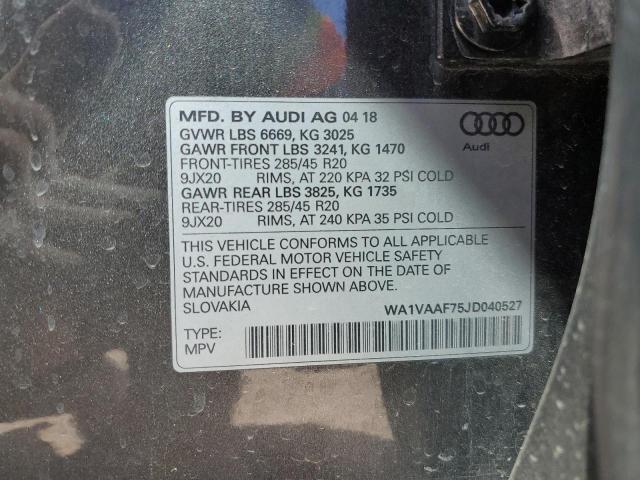 MFD. BY AUDI AG 04 18
GVWR LBS 6669, KG 3025
GAWR FRONT LBS 3241, KG 1470
FRONT-TIRES 285/45 R20
9JX20 RIMS, AT 220 KPA 32 PSI COLD
GAWR REAR LBS 3825, KG 1735
REAR-TIRES 285/45 R20
9JX20 RIMS, AT 240 KPA 35 PSI COLD
Audi
THIS VEHICLE CONFORMS TO ALL APPLICABLE
U.S. FEDERAL MOTOR VEHICLE SAFETY
STANDARDS IN EFFECT ON THE DATE OF
MANUFACTURE SHOWN ABOVE.
SLOVAKIA WA1VAAF75JD040527
TYPE:
MPV